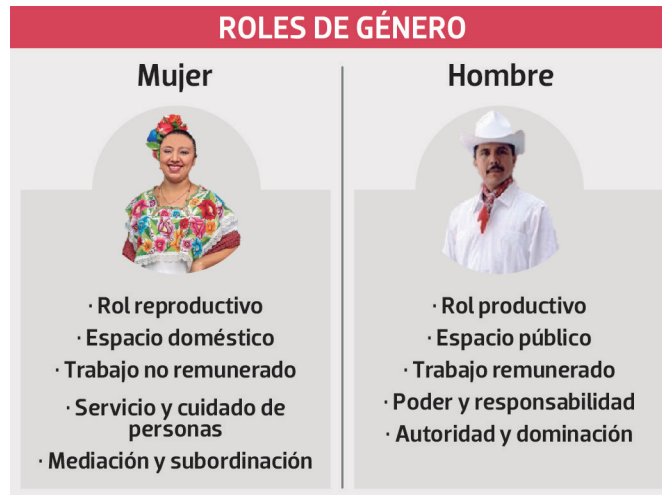 ROLES DE GÉNERO
Mujer
· Rol reproductivo
· Espacio doméstico
· Trabajo no remunerado
· Servicio y cuidado de
personas
· Mediación y subordinación
Hombre
· Rol productivo
· Espacio público
· Trabajo remunerado
· Poder y responsabilidad
· Autoridad y dominación